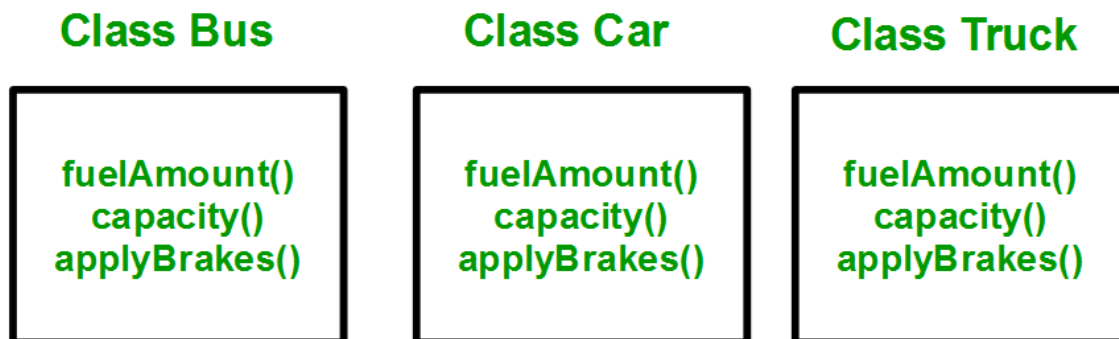 Class Bus
fuelAmount()
capacity()
applyBrakes()
Class Car
fuelAmount()
capacity()
applyBrakes()
Class Truck
fuelAmount()
capacity()
applyBrakes()